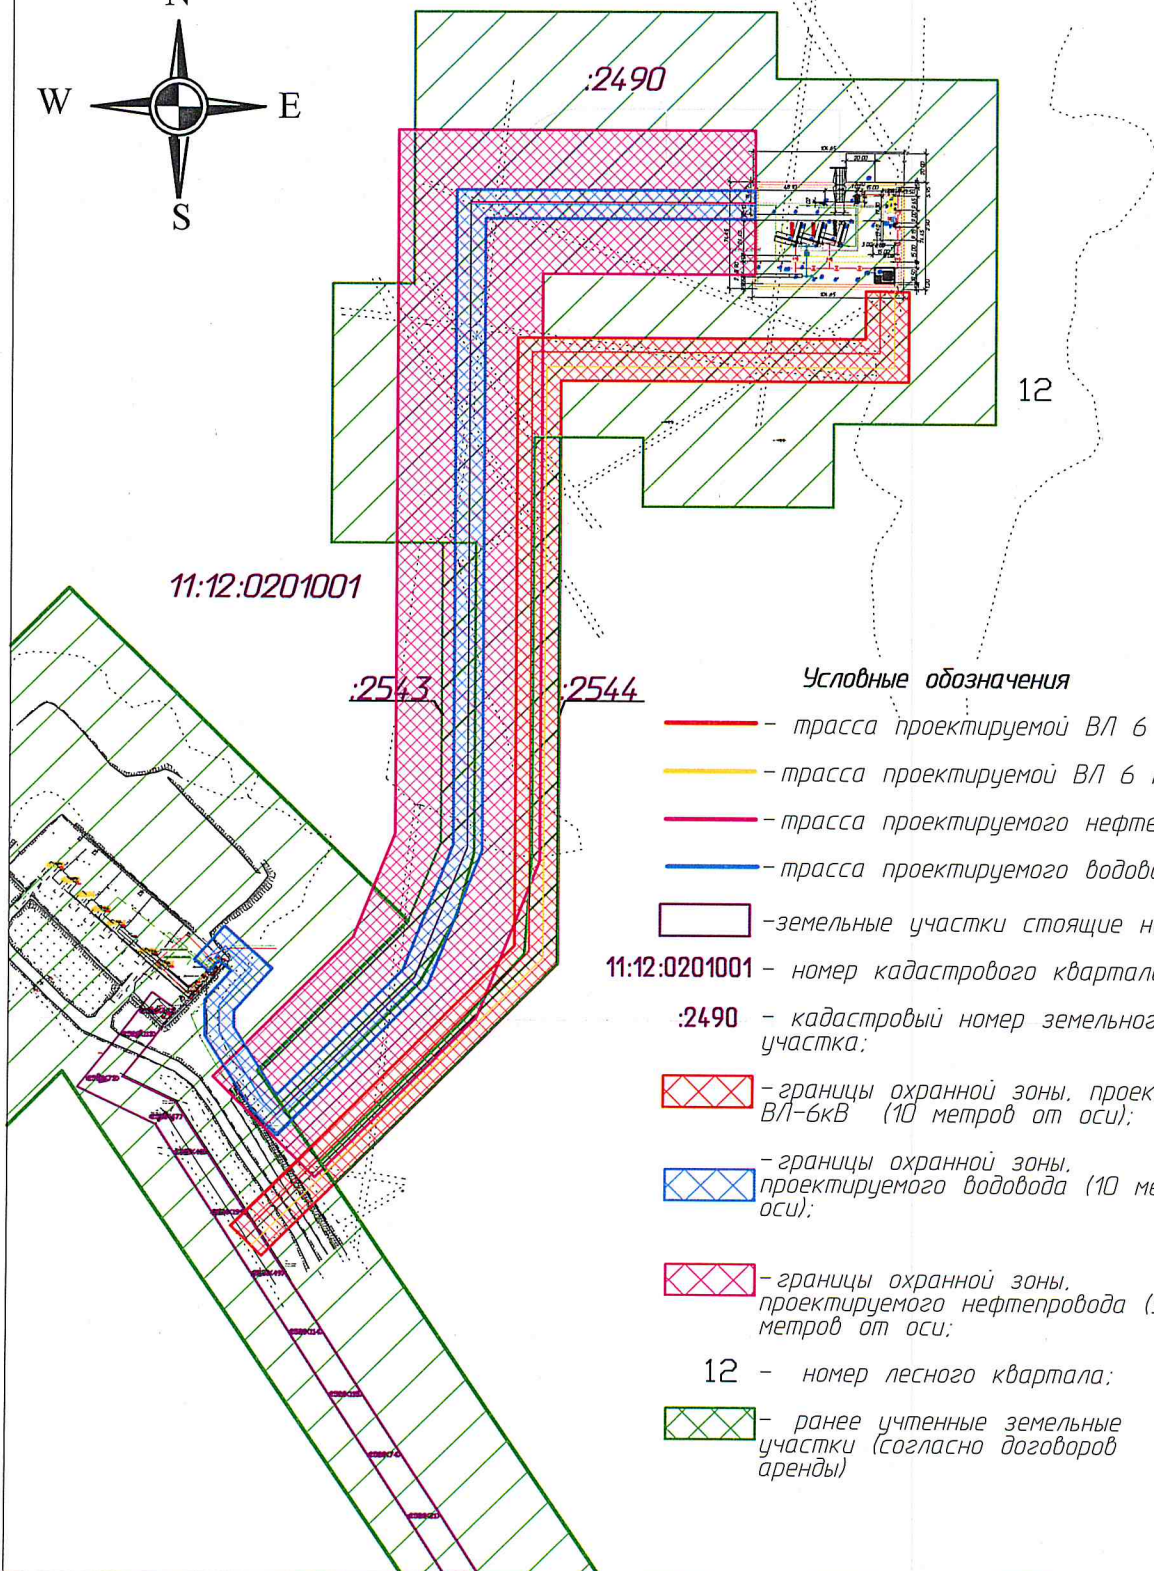 N
W
E
S
:2490
12
11:12:0201001
:2543
:2544
Условные обозначения
- трасса проектируемой ВЛ 6
- трасса проектируемой ВЛ 6
- трасса проектируемого нефте
- трасса проектируемого водово
-земельные участки стоящие н
11:12:0201001 - номер кадастрового квартала
:2490 - кадастровый номер земельного
участка;
- границы охранной зоны, проек
ВЛ-6кВ (10 метров от оси);
- границы охранной зоны,
проектируемого водовода (10 ме
оси);
- границы охранной зоны,
проектируемого нефтепровода (
метров от оси;
12 - номер лесного квартала;
- ранее учтенные земельные
участки (согласно договоров
аренды)